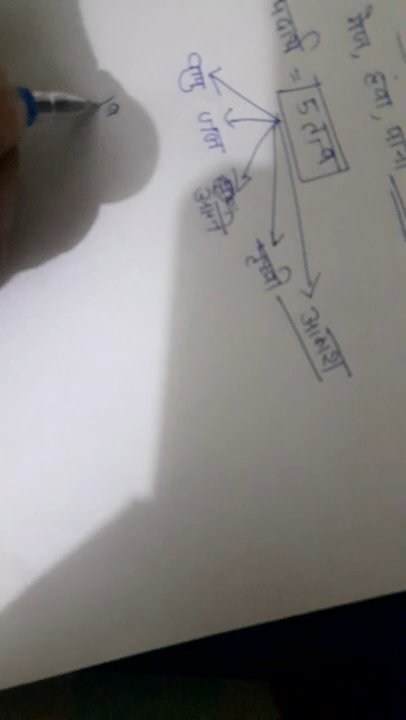 गैस, हवा, पानी
पदार्थ = 5 तत्व
वायु
जल
अग्नि
पृथ्वी
आकाश
a